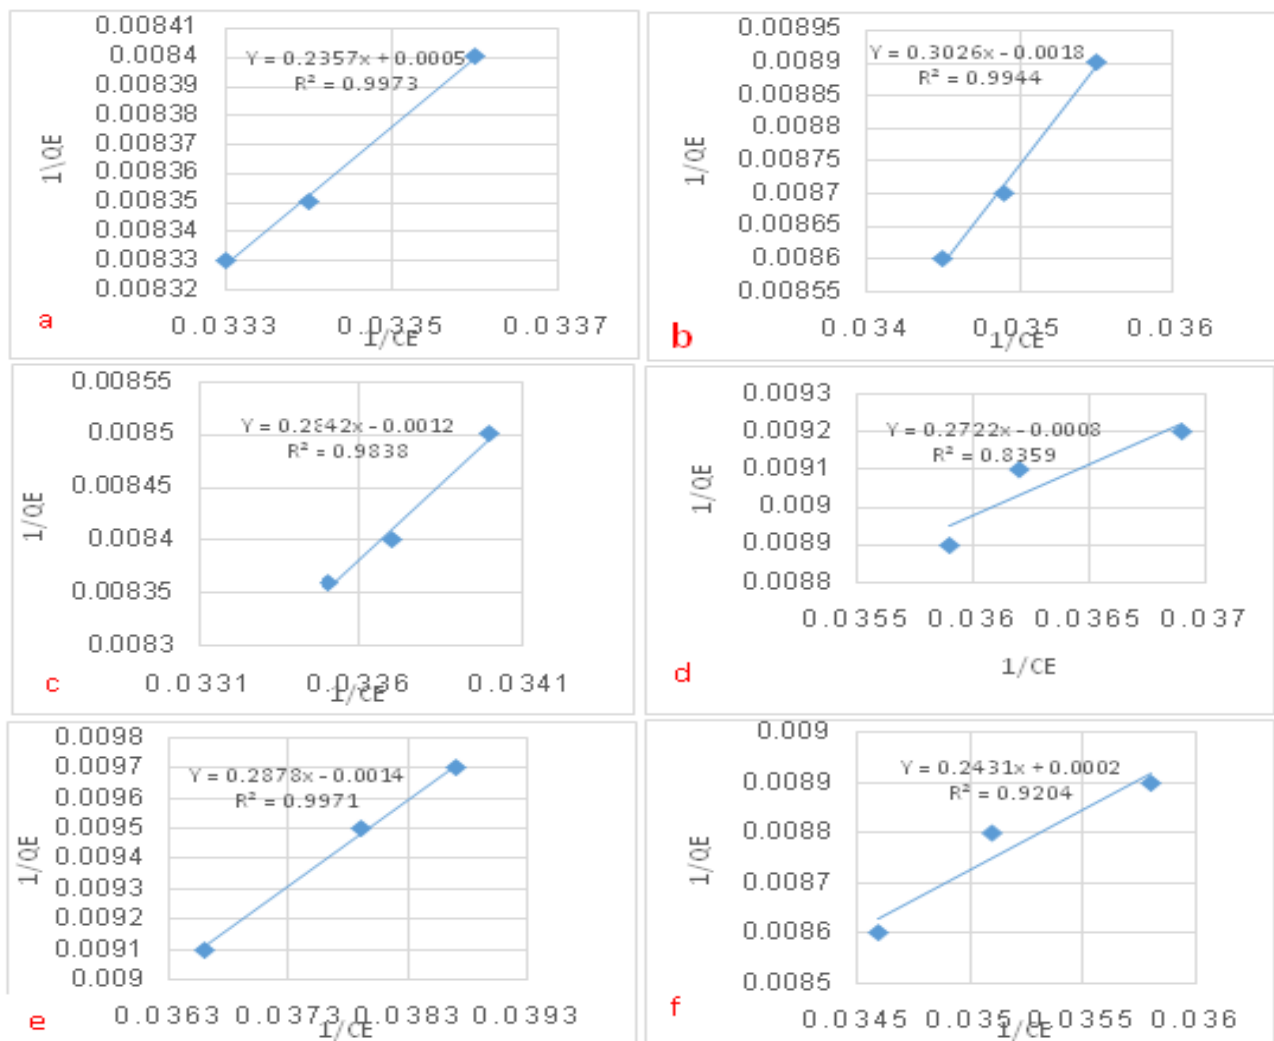 0.00841
0.0084
0.00839
0.00838
0.00837
0.00836
0.00835
0.00834
0.00833
0.00832
1\QE
Y = 0.2357x + 0.0005
R² = 0.9973
0.0333 0.0335 0.0337
1/CE
a
0.00895
0.0089
0.00885
0.0088
0.00875
0.0087
0.00865
0.0086
0.00855
1/QE
Y = 0.3026x - 0.0018
R² = 0.9944
0.034 0.035 0.036
1/CE
b
0.00855
0.0085
0.00845
0.0084
0.00835
0.0083
1/QE
Y = 0.2842x - 0.0012
R² = 0.9838
0.0331 0.0336 0.0341
1/CE
c
0.0093
0.0092
0.0091
0.009
0.0089
0.0088
1/QE
Y = 0.2722x - 0.0008
R² = 0.8359
0.0355 0.036 0.0365 0.037
1/CE
d
0.0098
0.0097
0.0096
0.0095
0.0094
0.0093
0.0092
0.0091
0.009
1/QE
Y = 0.2878x - 0.0014
R² = 0.9971
0.0363 0.0373 0.0383 0.0393
1/CE
e
0.009
0.0089
0.0088
0.0087
0.0086
0.0085
1/QE
Y = 0.2431x + 0.0002
R² = 0.9204
0.0345 0.035 0.0355 0.036
1/CE
f